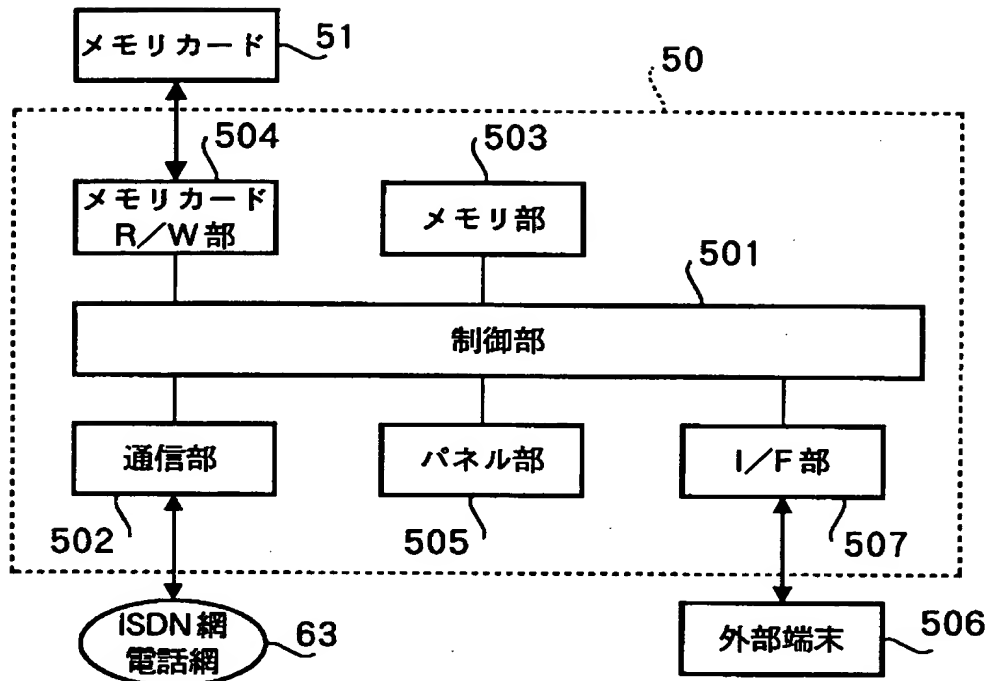 メモリカード 51
50
504 503
メモリカード
R/W部
メモリ部
501
制御部
通信部 パネル部 I/F部
502 505 507
ISDN網
電話網
63
外部端末 506